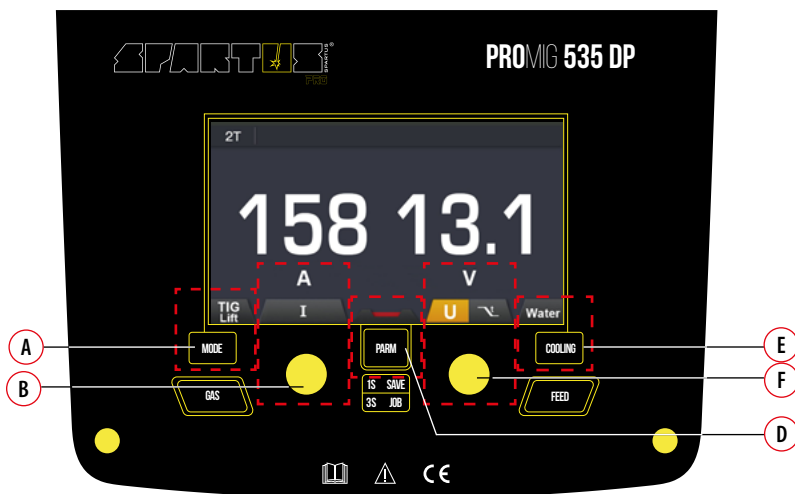 SPARTUS®
SPARTUS
PRO
PROMIG 535 DP
2T
158 13.1
A V
TIG
Lift
I
U
Water
MODE
PARM
COOLING
GAS
1S SAVE
3S JOB
FEED
A
B
E
F
D
CE